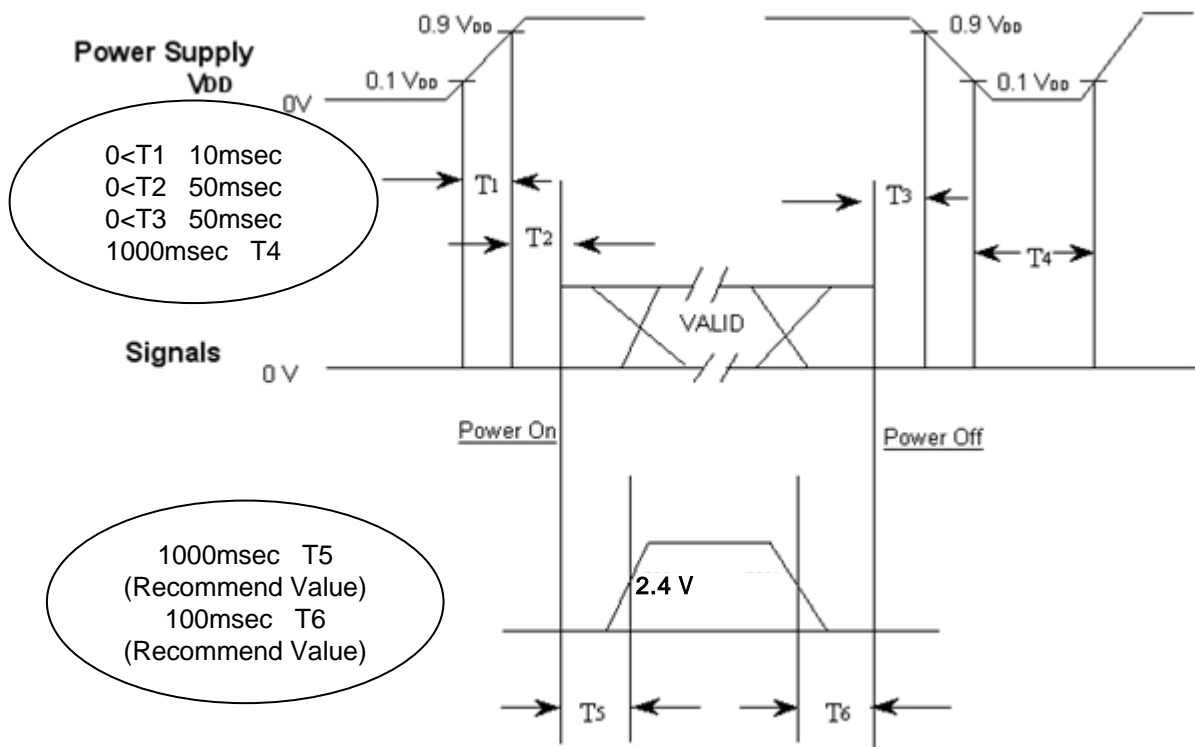 0.9 VDD
0.9 VDD
Power Supply
VDD
0.1 VDD
0.1 VDD
0V
0<T1 10msec
0<T2 50msec
0<T3 50msec
1000msec T4
T1
T3
T2
T4
VALID
Signals
0 V
Power On
Power Off
1000msec T5
(Recommend Value)
100msec T6
(Recommend Value)
2.4 V
T5
T6